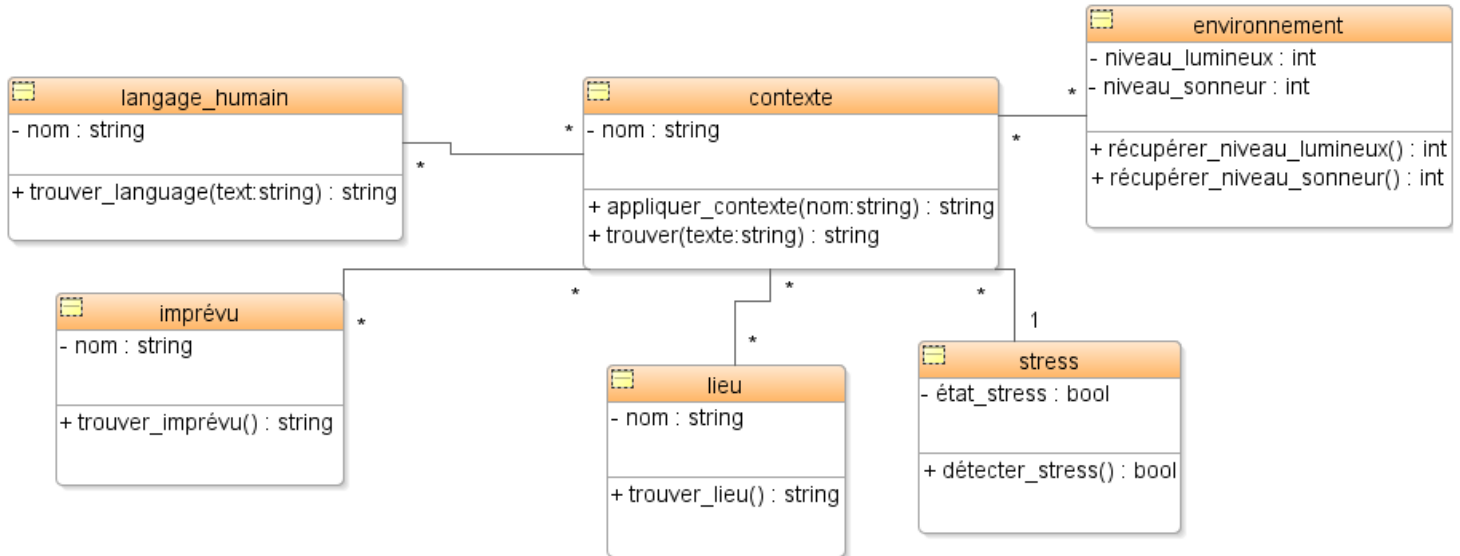 environnement
- niveau_lumineux : int
- niveau_sonneur : int
+ récupérer_niveau_lumineux() : int
+ récupérer_niveau_sonneur() : int
langage_humain
- nom : string
+ trouver_language(text:string) : string
contexte
- nom : string
+ appliquer_contexte(nom:string) : string
+ trouver(texte:string) : string
*
*
*
*
*
*
*
*
*
1
imprévu
- nom : string
+ trouver_imprévu() : string
lieu
- nom : string
+ trouver_lieu() : string
stress
- état_stress : bool
+ détecter_stress() : bool